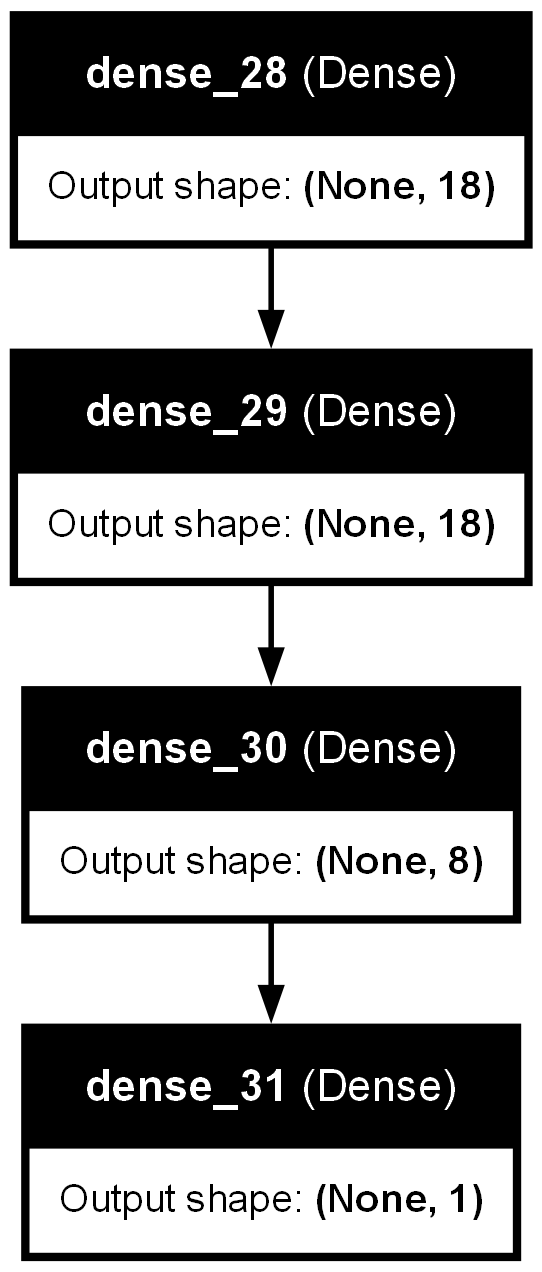 dense_28 (Dense)
Output shape: (None, 18)
dense_29 (Dense)
Output shape: (None, 18)
dense_30 (Dense)
Output shape: (None, 8)
dense_31 (Dense)
Output shape: (None, 1)